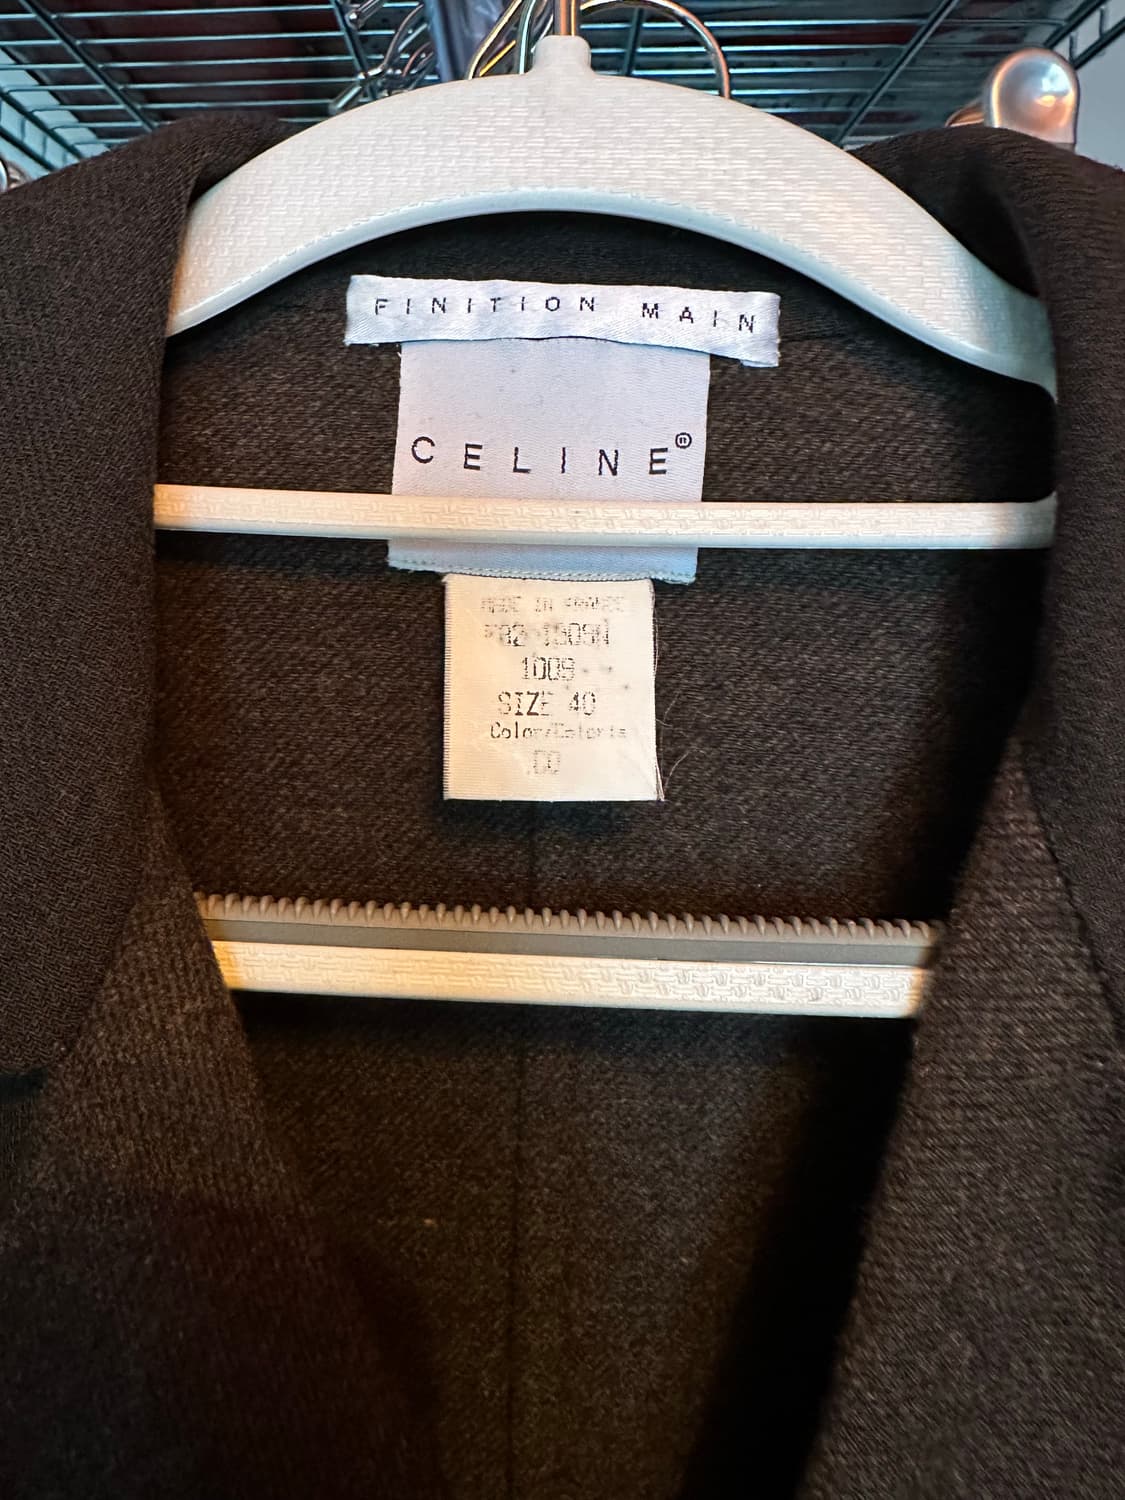 FINITION MAIN
CELINE®
MADE IN FRANCE
1009
SIZE 40
Color/Coloris